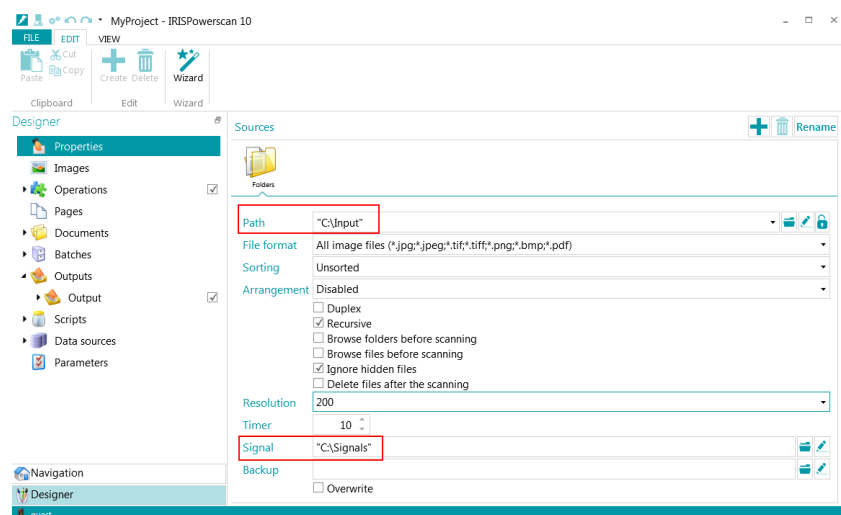 MyProject - IRISPowerscan 10
FILE EDIT VIEW
Paste Cut Copy Create Delete Wizard
Clipboard Edit Wizard
Designer
Properties
Images
Operations
Pages
Documents
Batches
Outputs
Output
Scripts
Data sources
Parameters
Navigation
Designer
guest
Sources Rename
Folders
Path "C:\Input"
File format All image files (*.jpg;*.jpeg;*.tif;*.tiff;*.png;*.bmp;*.pdf)
Sorting Unsorted
Arrangement Disabled
Duplex
Recursive
Browse folders before scanning
Browse files before scanning
Ignore hidden files
Delete files after the scanning
Resolution 200
Timer 10
Signal "C:\Signals"
Backup
Overwrite